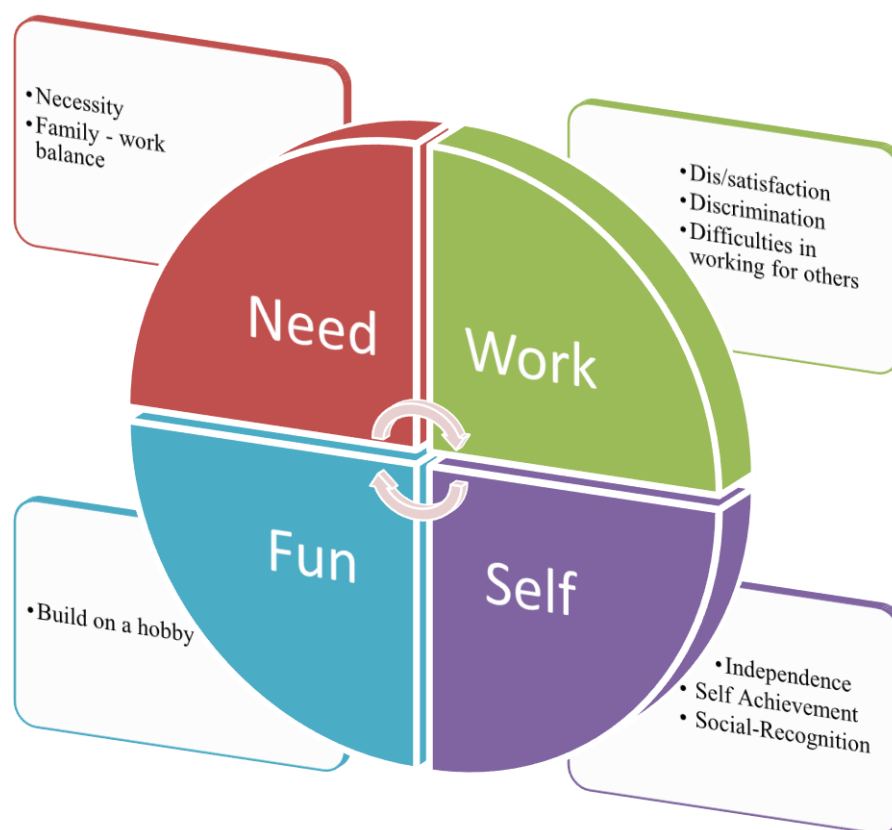 •Necessity
•Family - work
balance
•Dis/satisfaction
•Discrimination
•Difficulties in
working for others
Need
Work
Fun
Self
•Build on a hobby
•Independence
• Self Achievement
• Social-Recognition